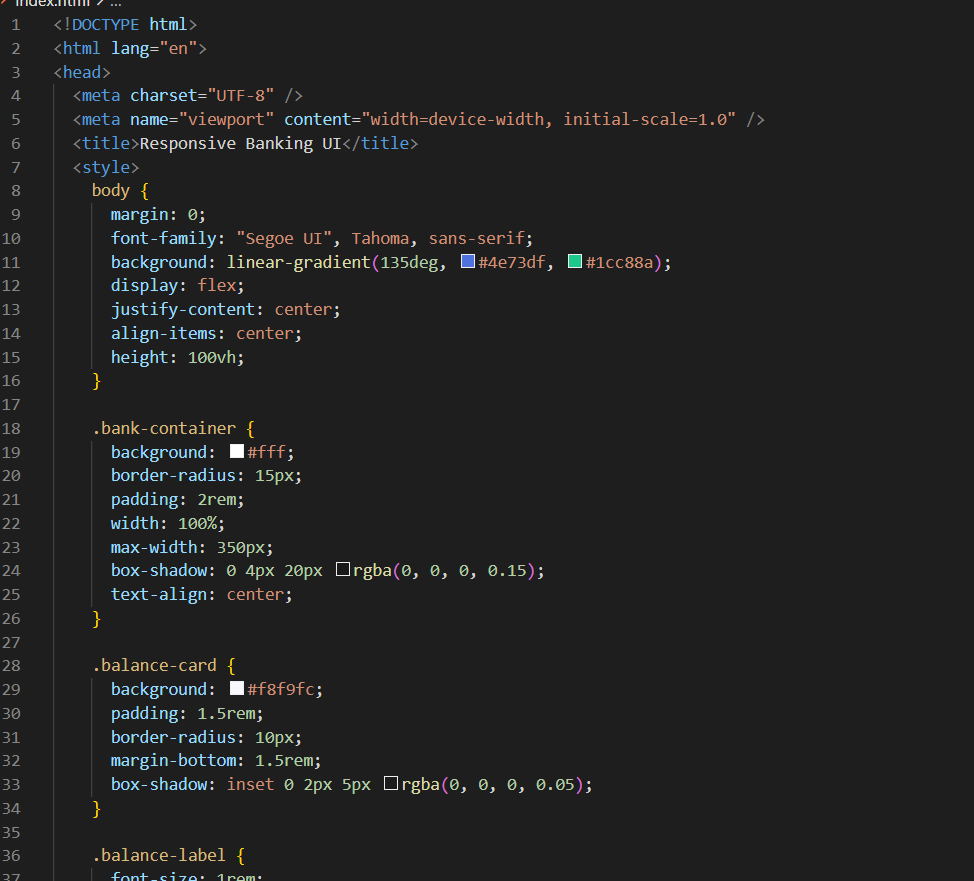 index.html > ...
1 <!DOCTYPE html>
2 <html lang="en">
3 <head>
4 <meta charset="UTF-8" />
5 <meta name="viewport" content="width=device-width, initial-scale=1.0" />
6 <title>Responsive Banking UI</title>
7 <style>
8 body {
9 margin: 0;
10 font-family: "Segoe UI", Tahoma, sans-serif;
11 background: linear-gradient(135deg, #4e73df, #1cc88a);
12 display: flex;
13 justify-content: center;
14 align-items: center;
15 height: 100vh;
16 }
17
18 .bank-container {
19 background: #fff;
20 border-radius: 15px;
21 padding: 2rem;
22 width: 100%;
23 max-width: 350px;
24 box-shadow: 0 4px 20px rgba(0, 0, 0, 0.15);
25 text-align: center;
26 }
27
28 .balance-card {
29 background: #f8f9fc;
30 padding: 1.5rem;
31 border-radius: 10px;
32 margin-bottom: 1.5rem;
33 box-shadow: inset 0 2px 5px rgba(0, 0, 0, 0.05);
34 }
35
36 .balance-label {
37 font-size: 1rem;